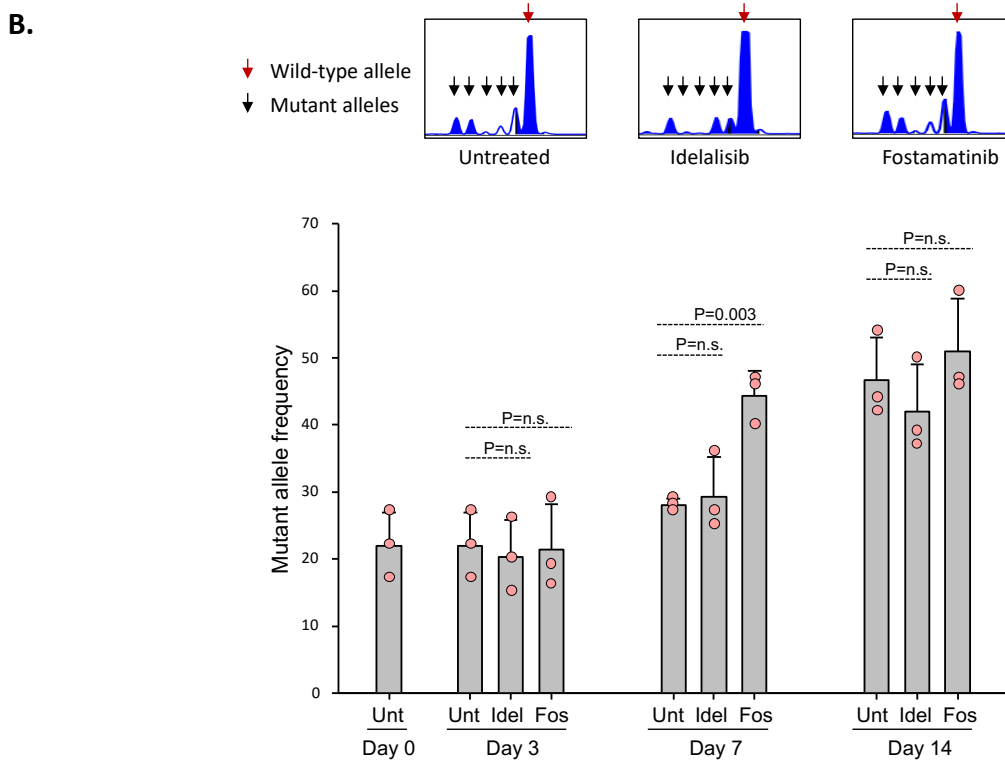 B.
Wild-type allele
Mutant alleles
Untreated
Idelalisib
Fostamatinib
Mutant allele frequency
70
60
50
40
30
20
10
0
P=n.s.
P=n.s.
P=0.003
P=n.s.
P=n.s.
P=n.s.
Unt
Unt Idel Fos
Unt Idel Fos
Unt Idel Fos
Day 0
Day 3
Day 7
Day 14